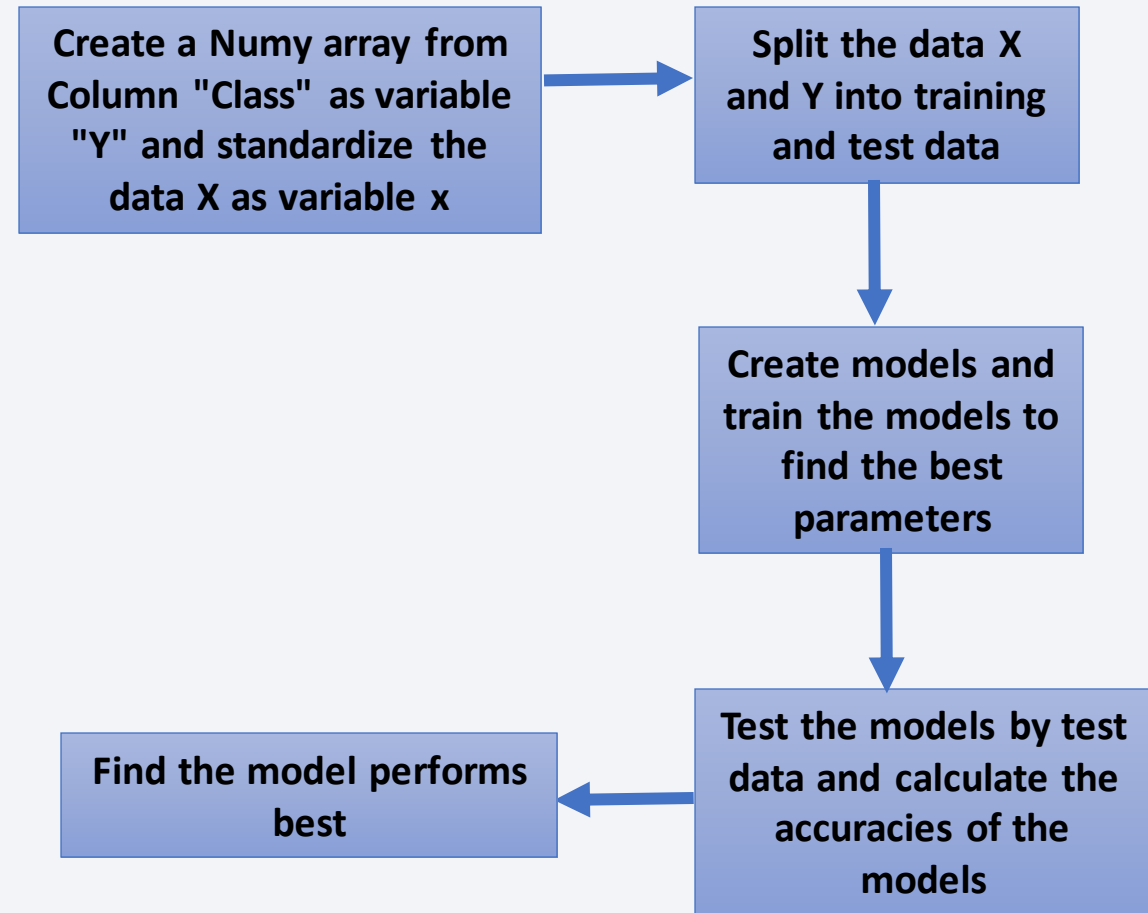 Create a Numy array from
Column "Class" as variable
"Y" and standardize the
data X as variable x
Split the data X
and Y into training
and test data
Create models and
train the models to
find the best
parameters
Test the models by test
data and calculate the
accuracies of the
models
Find the model performs
best